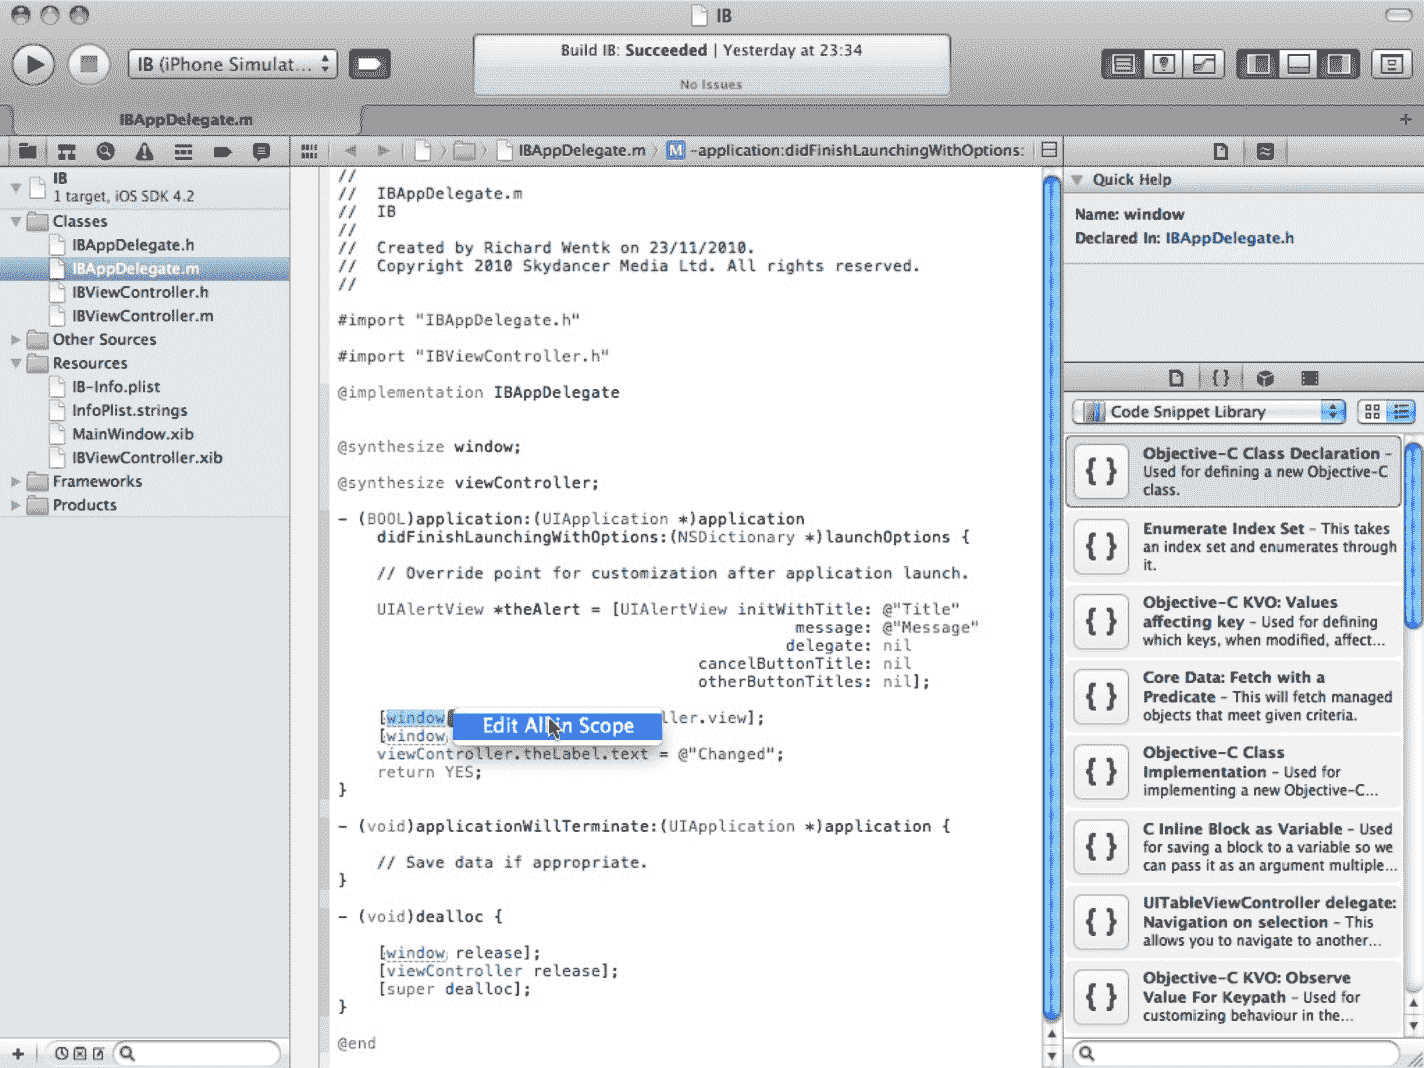 IB
IB (iPhone Simulat...
Build IB: Succeeded | Yesterday at 23:34
No Issues
IBAppDelegate.m
IBAppDelegate.m
-application:didFinishLaunchingWithOptions:
IB
1 target, iOS SDK 4.2
Classes
IBAppDelegate.h
IBAppDelegate.m
IBViewController.h
IBViewController.m
Other Sources
Resources
IB-Info.plist
InfoPlist.strings
MainWindow.xib
IBViewController.xib
Frameworks
Products
//
//  IBAppDelegate.m
//  IB
//
//  Created by Richard Wentk on 23/11/2010.
//  Copyright 2010 Skydancer Media Ltd. All rights reserved.
//
#import "IBAppDelegate.h"
#import "IBViewController.h"
@implementation IBAppDelegate
@synthesize window;
@synthesize viewController;
- (BOOL)application:(UIApplication *)application
didFinishLaunchingWithOptions:(NSDictionary *)launchOptions {
// Override point for customization after application launch.
UIAlertView *theAlert = [UIAlertView initWithTitle: @"Title"
message: @"Message"
delegate: nil
cancelButtonTitle: nil
otherButtonTitles: nil];
[window ller.view];
Edit All in Scope
[window
viewController.theLabel.text = @"Changed";
return YES;
}
- (void)applicationWillTerminate:(UIApplication *)application {
// Save data if appropriate.
}
- (void)dealloc {
[window release];
[viewController release];
[super dealloc];
}
@end
Quick Help
Name: window
Declared In: IBAppDelegate.h
Code Snippet Library
Objective-C Class Declaration -
Used for defining a new Objective-C
class.
Enumerate Index Set - This takes
an index set and enumerates through
it.
Objective-C KVO: Values
affecting key - Used for defining
which keys, when modified, affect...
Core Data: Fetch with a
Predicate - This will fetch managed
objects that meet given criteria.
Objective-C Class
Implementation - Used for
implementing a new Objective-C...
C Inline Block as Variable - Used
for saving a block to a variable so we
can pass it as an argument multiple...
UITableViewController delegate:
Navigation on selection - This
allows you to navigate to another...
Objective-C KVO: Observe
Value For Keypath - Used for
customizing behaviour in the...